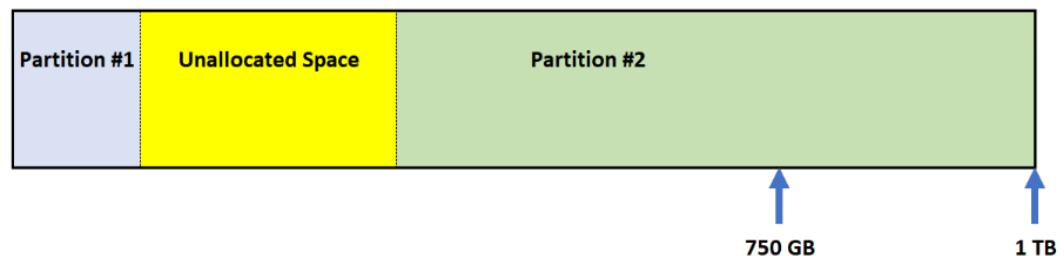 Partition #1
Unallocated Space
Partition #2
750 GB
1 TB